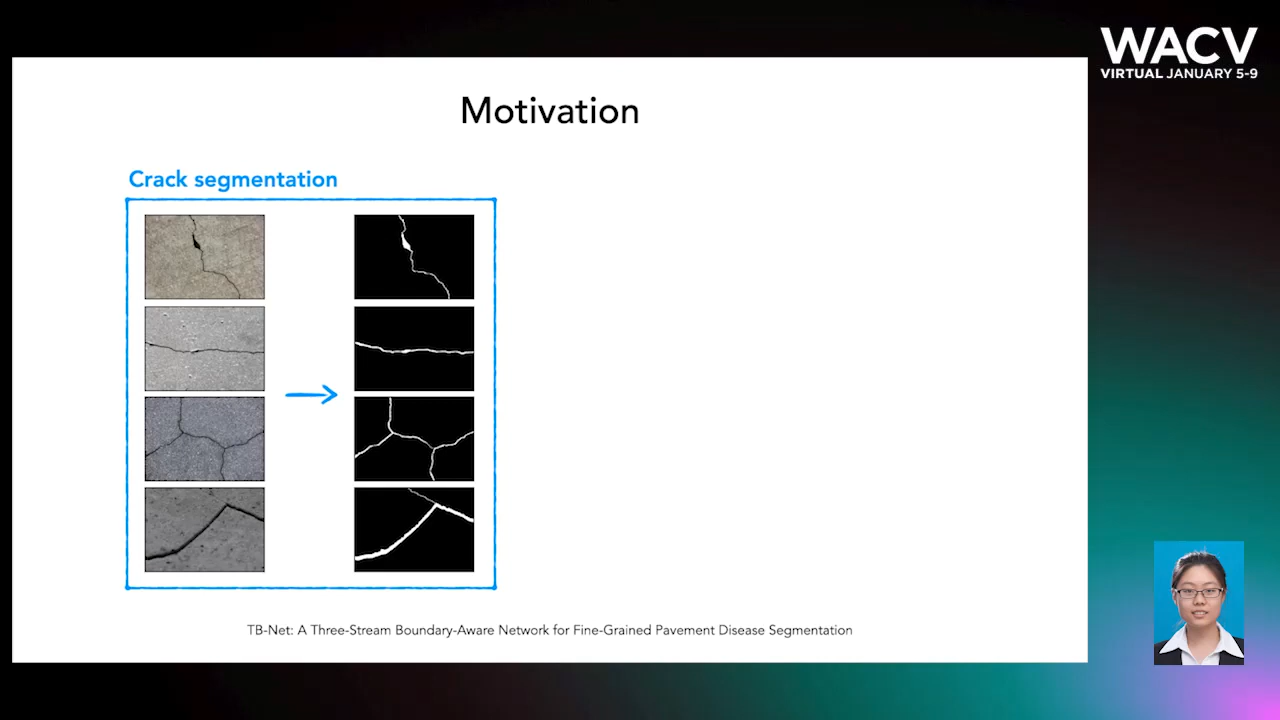 WACV
VIRTUAL JANUARY 5-9
Motivation
Crack segmentation
TB-Net: A Three-Stream Boundary-Aware Network for Fine-Grained Pavement Disease Segmentation